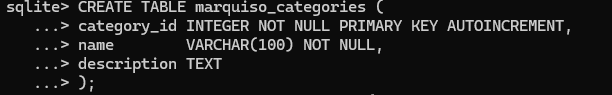 sqlite> CREATE TABLE marquiso_categories (
   ...> category_id INTEGER NOT NULL PRIMARY KEY AUTOINCREMENT,
   ...> name        VARCHAR(100) NOT NULL,
   ...> description TEXT
   ...> );